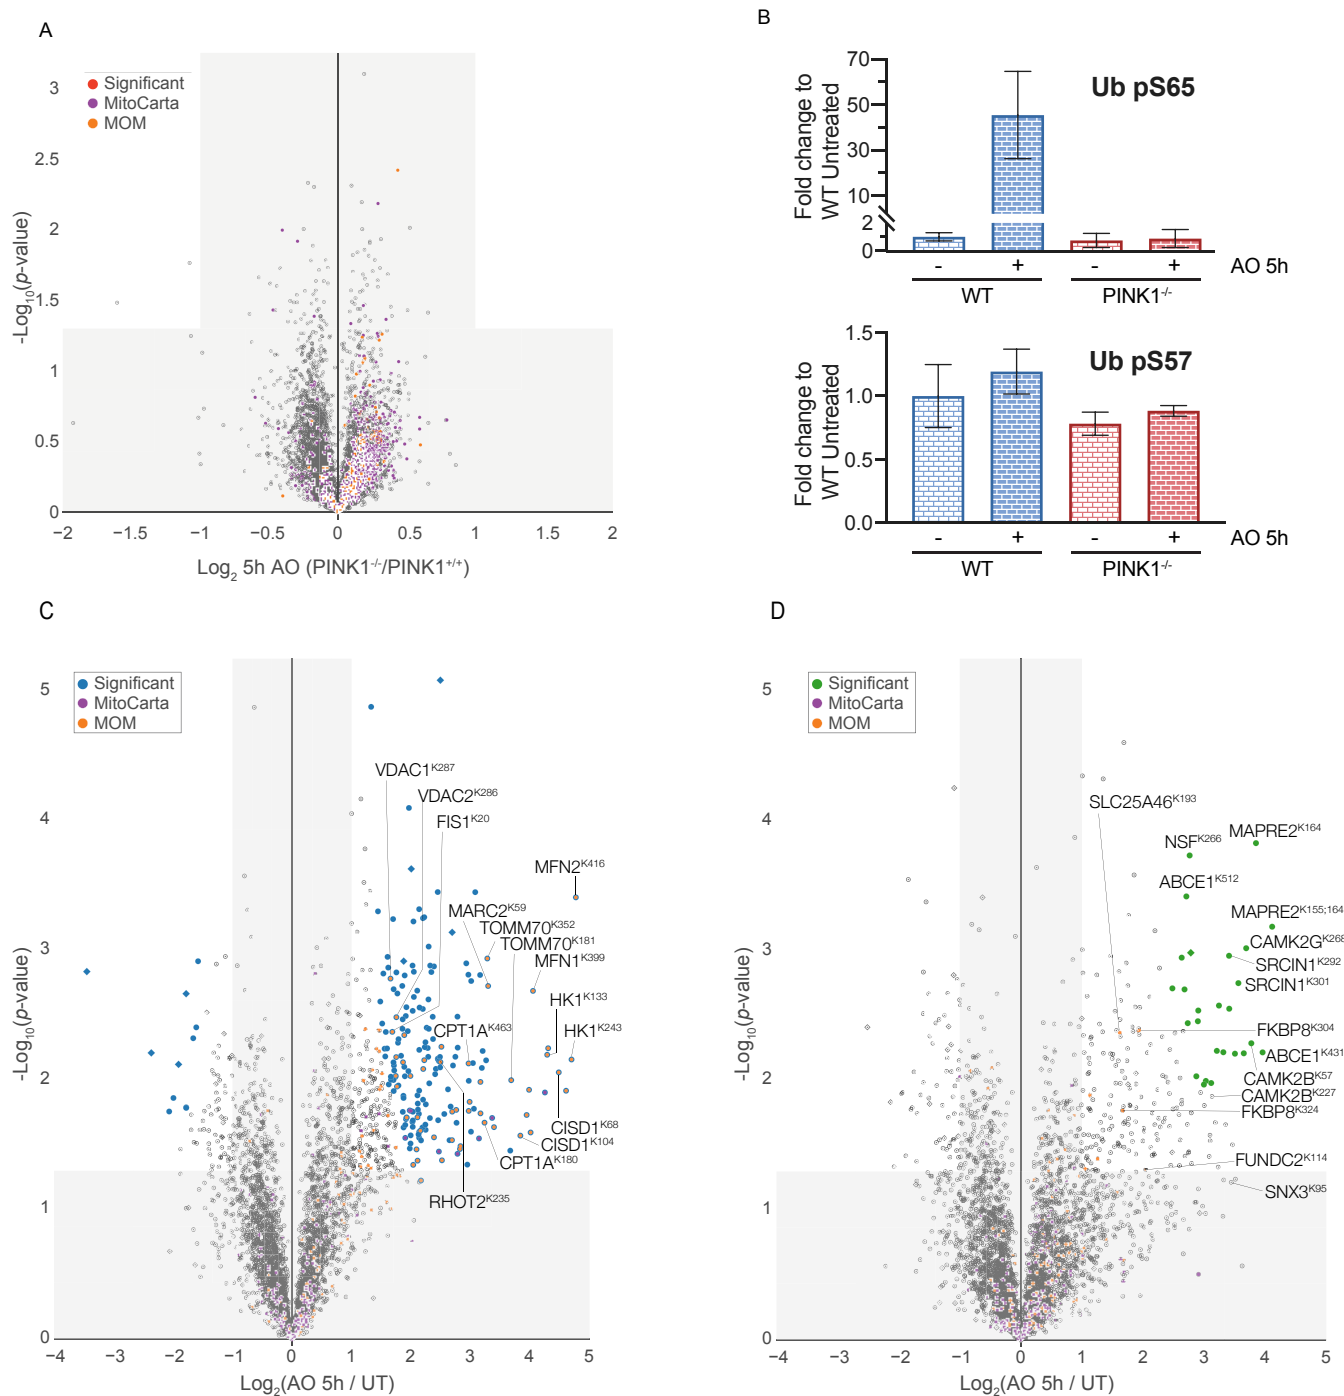 A
Significant
MitoCarta
MOM
3
2.5
2
1.5
1
0.5
0
-Log10(p-value)
−2 −1.5 −1 −0.5 0 0.5 1 1.5 2
Log2 5h AO (PINK1-/-/PINK1+/+)
B
Ub pS65
Fold change to
WT Untreated
70
50
30
10
2
0
- + - + AO 5h
WT PINK1-/-
Ub pS57
Fold change to
WT Untreated
1.5
1.0
0.5
0.0
- + - + AO 5h
WT PINK1-/-
C
Significant
MitoCarta
MOM
5
4
3
2
1
0
-Log10(p-value)
VDAC1K287
VDAC2K286
FIS1K20
MFN2K416
MARC2K59
TOMM70K352
TOMM70K181
MFN1K399
HK1K133
CPT1AK463
HK1K243
CISD1K68
CISD1K104
CPT1AK180
RHOT2K235
−4 −3 −2 −1 0 1 2 3 4 5
Log2(AO 5h / UT)
D
Significant
MitoCarta
MOM
5
4
3
2
1
0
-Log10(p-value)
SLC25A46K193
NSFK266
MAPRE2K164
ABCE1K512
MAPRE2K155;164
CAMK2GK268
SRCIN1K292
SRCIN1K301
FKBP8K304
ABCE1K431
CAMK2BK57
CAMK2BK227
FKBP8K324
FUNDC2K114
SNX3K95
−4 −3 −2 −1 0 1 2 3 4 5
Log2(AO 5h / UT)